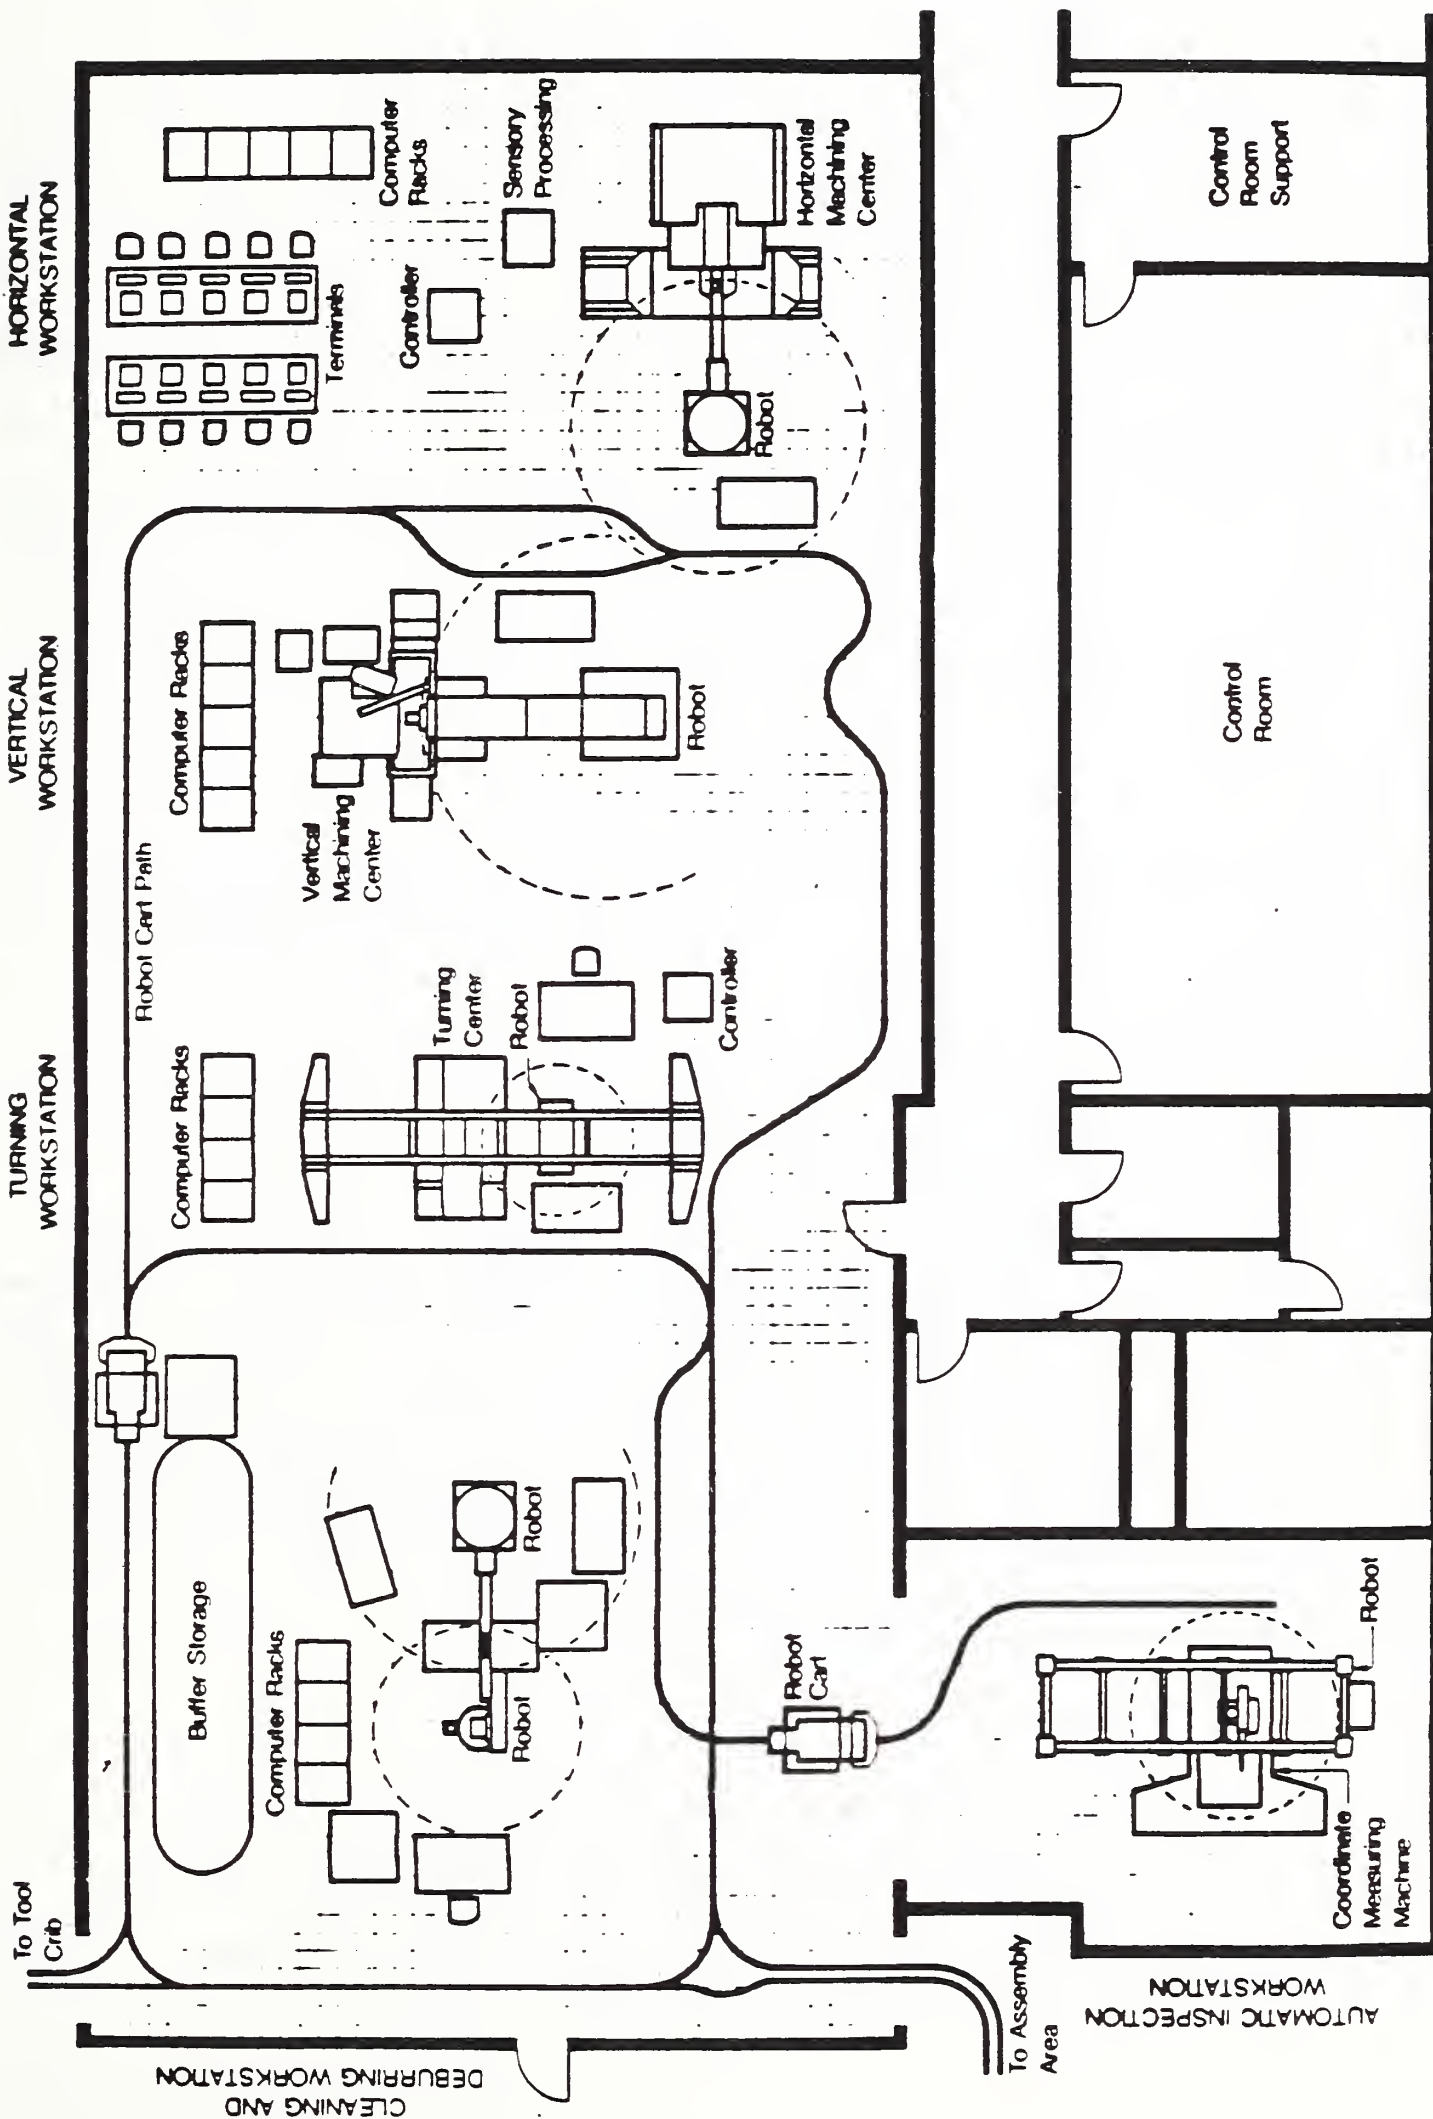 HORIZONTAL
WORKSTATION
VERTICAL
WORKSTATION
TURNING
WORKSTATION
To Tool
Crib
Computer
Racks
Sensory
Processing
Terminals
Controller
Horizontal
Machining
Center
Robot
Computer Racks
Vertical
Machining
Center
Robot
Robot Cart Path
Computer Racks
Turning
Center
Robot
Controller
Buffer Storage
Computer Racks
Robot
Robot
Robot
Cart
Control
Room
Support
Control
Room
Robot
Coordinate
Measuring
Machine
To Assembly
Area
CLEANING AND
DEBURRING WORKSTATION
AUTOMATIC INSPECTION
WORKSTATION